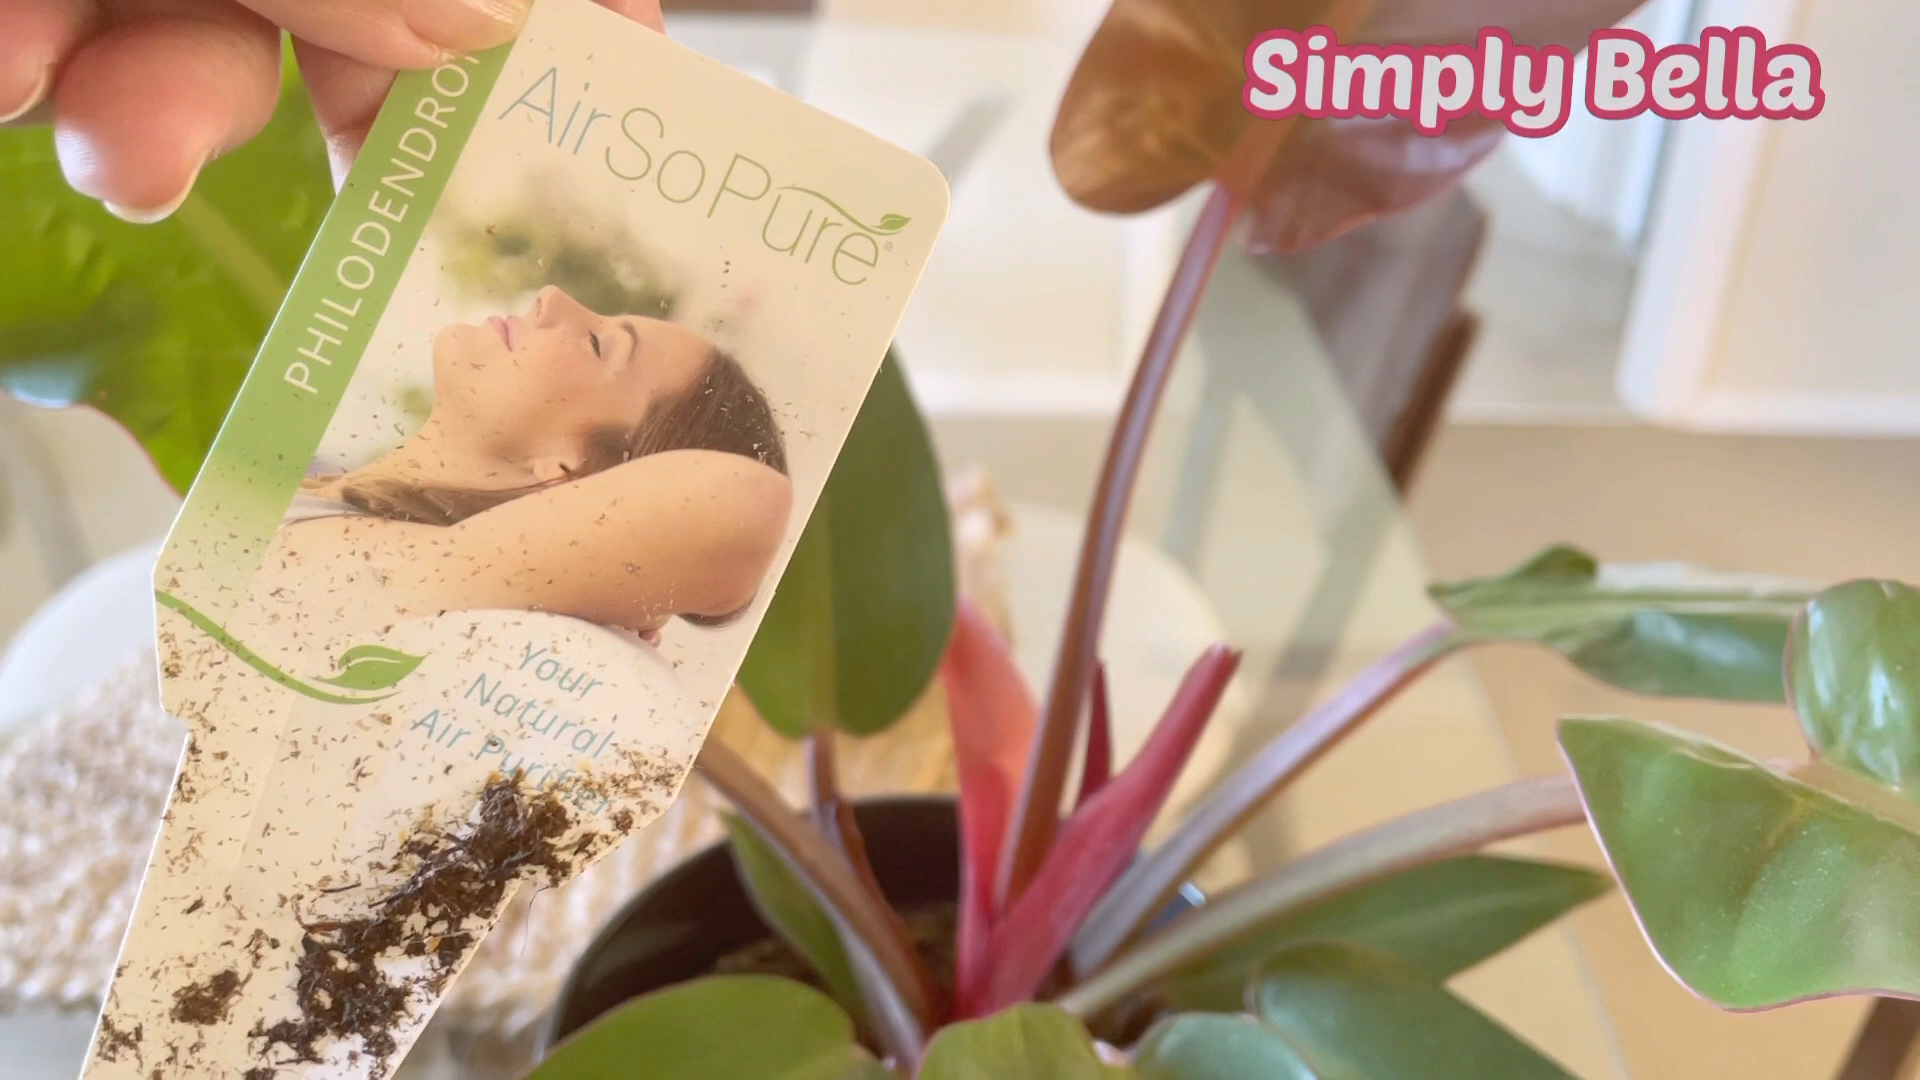 Simply Bella
PHILODENDRON
AirSoPure®
Your
Natural
Air Purifier